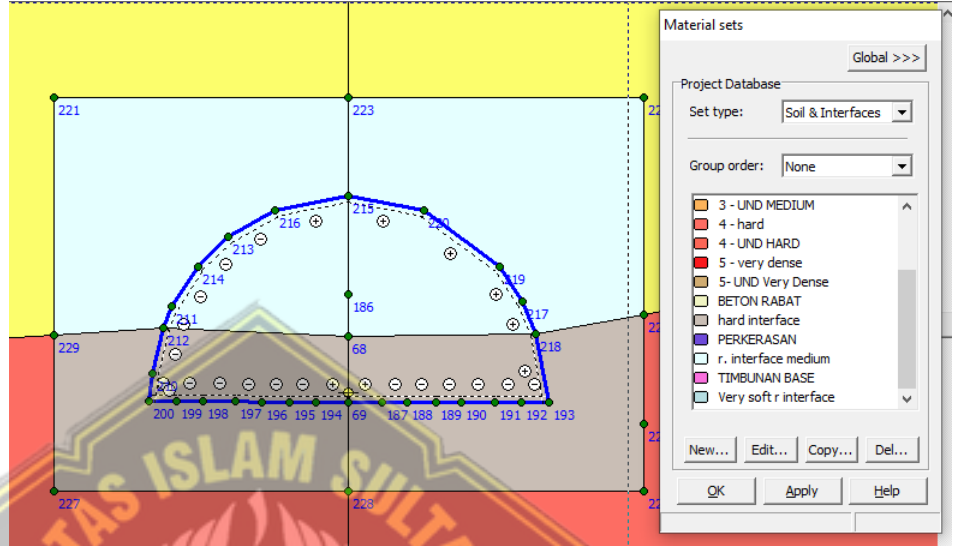 Material sets
Global >>>
Project Database
Set type: Soil & Interfaces
Group order: None
3 - UND MEDIUM
4 - hard
4 - UND HARD
5 - very dense
5- UND Very Dense
BETON RABAT
hard interface
PERKERASAN
r. interface medium
TIMBUNAN BASE
Very soft r interface
New... Edit... Copy... Del...
OK Apply Help
221 223
215
216 220
213
214 219
186 217
211
212 218
229 68
200 199 198 197 196 195 194 69 187 188 189 190 191 192 193
227 228
ISLAM